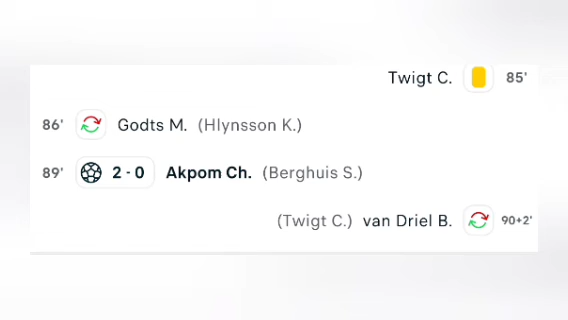 Twigt C. 85'
86' Godts M. (Hlynsson K.)
89' 2 - 0 Akpom Ch. (Berghuis S.)
(Twigt C.) van Driel B. 90+2'